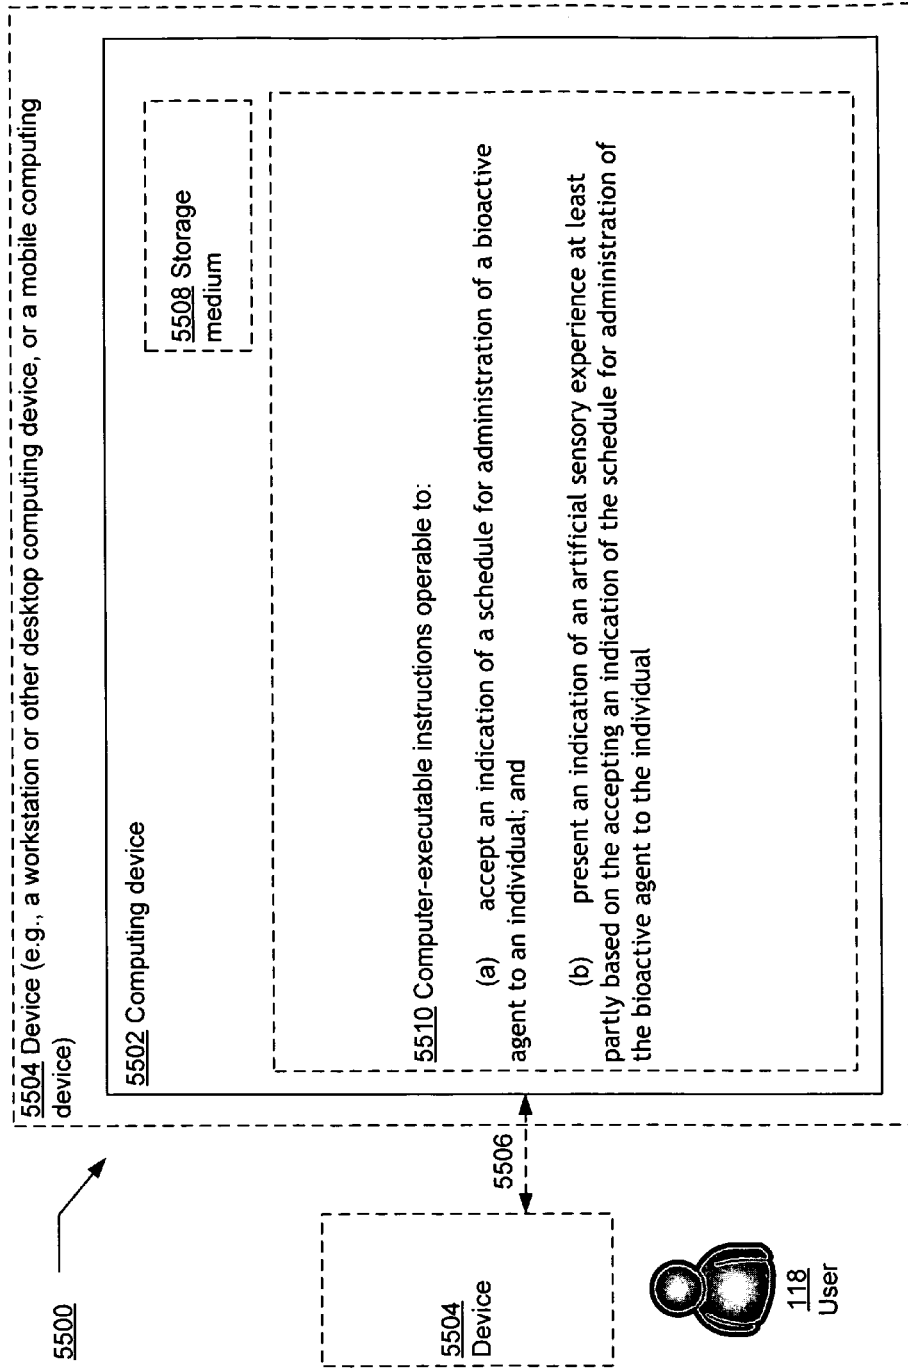 5500
5504 Device (e.g., a workstation or other desktop computing device, or a mobile computing
device)
5502 Computing device
5508 Storage
medium
5510 Computer-executable instructions operable to:
(a) accept an indication of a schedule for administration of a bioactive
agent to an individual; and
(b) present an indication of an artificial sensory experience at least
partly based on the accepting an indication of the schedule for administration of
the bioactive agent to the individual
5506
5504
Device
118
User